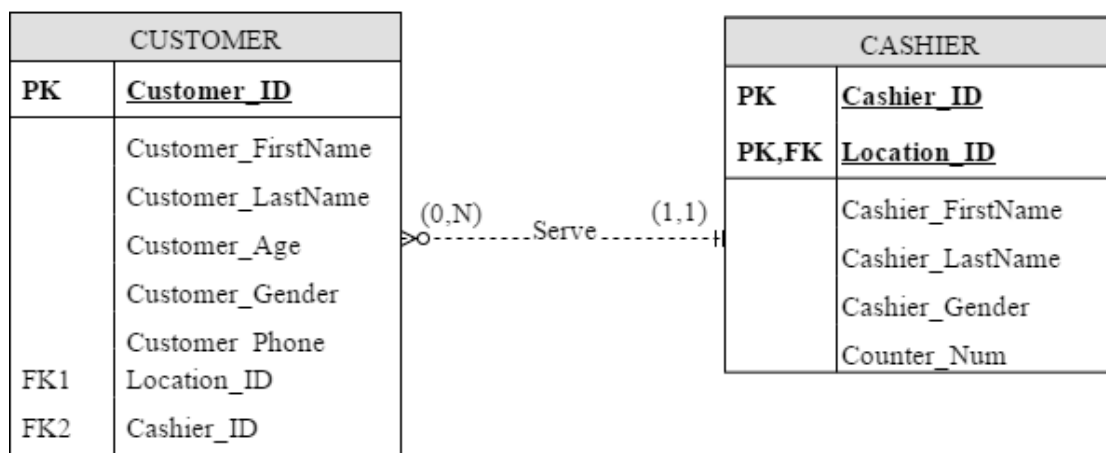 CUSTOMER
PK Customer_ID
Customer_FirstName
Customer_LastName
Customer_Age
Customer_Gender
Customer_Phone
FK1 Location_ID
FK2 Cashier_ID
(0,N) Serve (1,1)
CASHIER
PK Cashier_ID
PK,FK Location_ID
Cashier_FirstName
Cashier_LastName
Cashier_Gender
Counter_Num